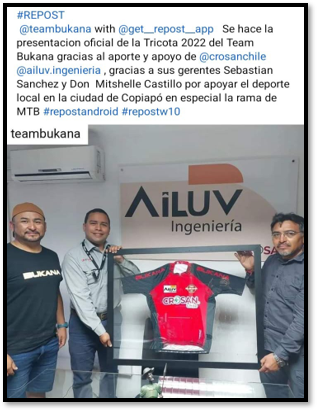 #REPOST
@teambukana with @get__repost__app   Se hace la
presentacion oficial de la Tricota 2022 del Team
Bukana gracias al aporte y apoyo de @crosanchile
@ailuv.ingenieria , gracias a sus gerentes Sebastian
Sanchez y Don  Mitshelle Castillo por apoyar el deporte
local en la ciudad de Copiapó en especial la rama de
MTB #repostandroid #repostw10
teambukana
AiLUV
Ingeniería
BUKANA
AILUV
CROSAN